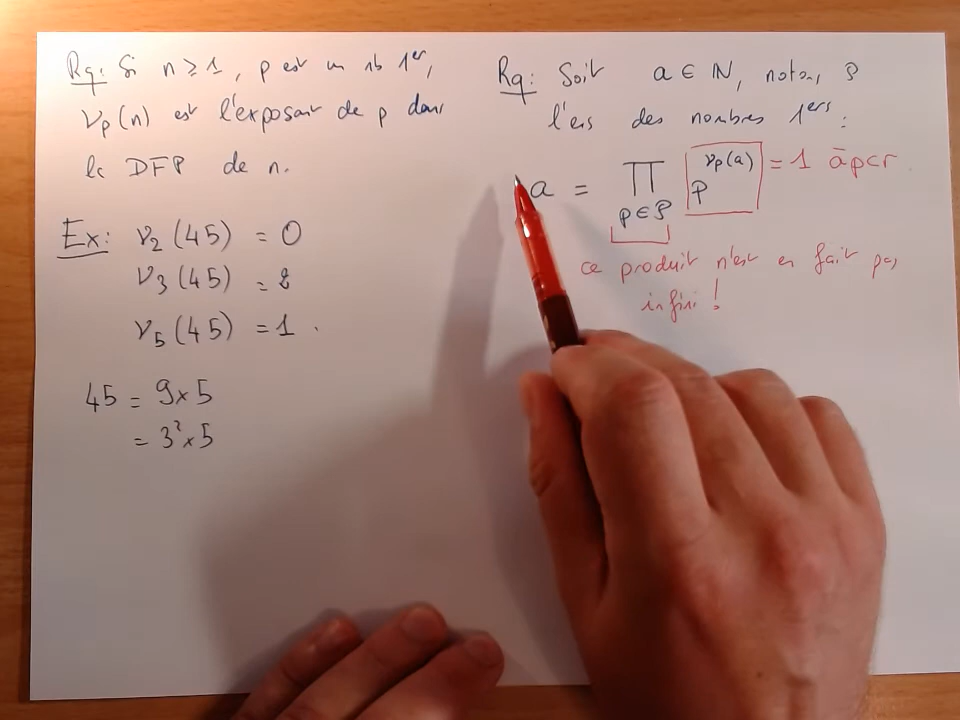 Rq: Si n ≥ 1, p est un nb 1er,
νp(n) est l'exposant de p dans
la DFP de n.
Ex: ν2(45) = 0
ν3(45) = 2
ν5(45) = 1.
45 = 9×5
= 3²×5
Rq: Soit a ∈ ℕ, notons 𝒫
l'ens des nombres 1ers:
a = ∏ p∈𝒫 p^νp(a) = 1 àpcr.
ce produit n'est en fait pas
infini!